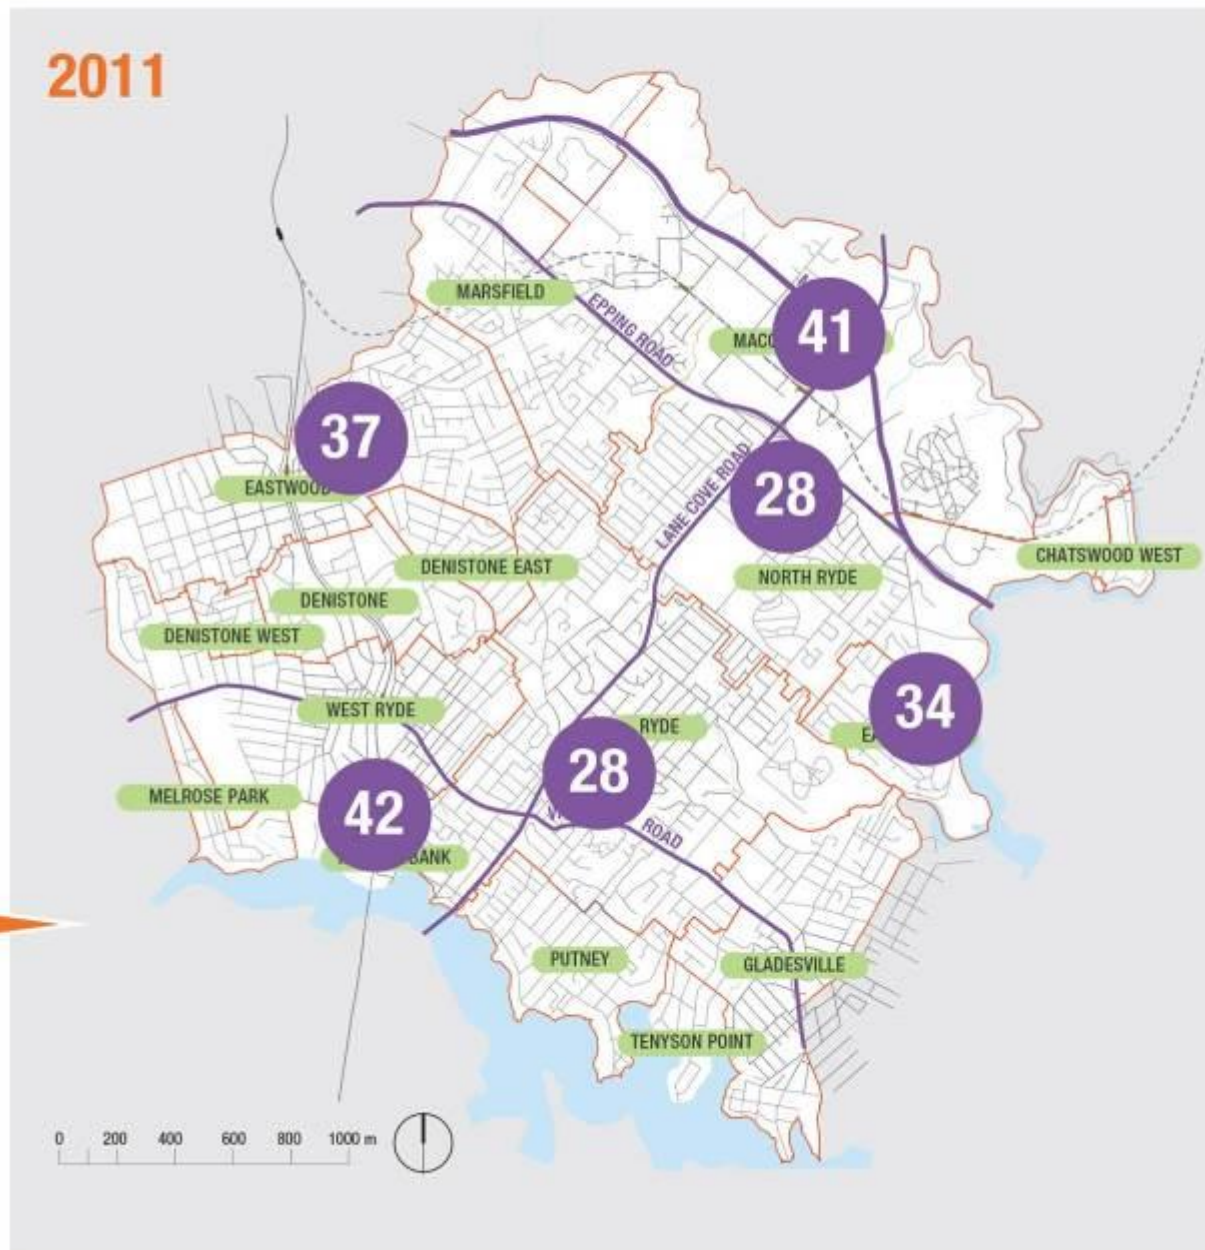 2011
MARSFIELD
EPPING ROAD
41
37
EASTWOOD
LANE COVE ROAD
28
CHATSWOOD WEST
DENISTONE EAST
NORTH RYDE
DENISTONE
DENISTONE WEST
34
WEST RYDE
RYDE
28
MELROSE PARK
42
ROAD
BANK
PUTNEY
GLADESVILLE
TENYSON POINT
0 200 400 600 800 1000 m